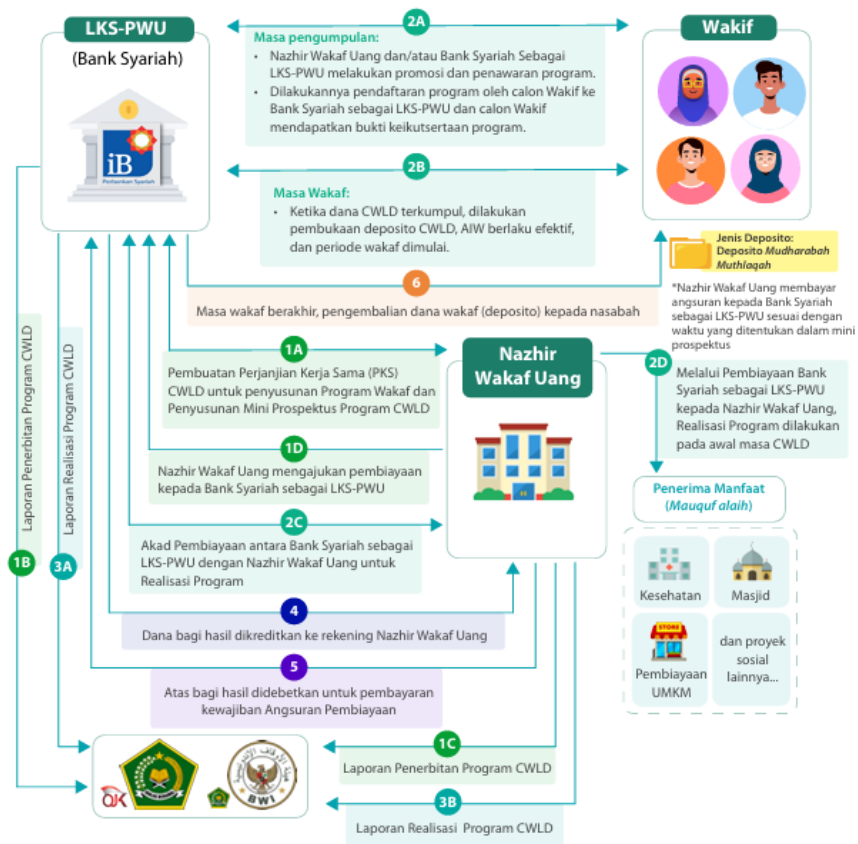 LKS-PWU
(Bank Syariah)
iB
Perbankan Syariah
2A
Masa pengumpulan:
• Nazhir Wakaf Uang dan/atau Bank Syariah Sebagai
LKS-PWU melakukan promosi dan penawaran program.
• Dilakukannya pendaftaran program oleh calon Wakif ke
Bank Syariah sebagai LKS-PWU dan calon Wakif
mendapatkan bukti keikutsertaan program.
Wakif
2B
Masa Wakaf:
• Ketika dana CWLD terkumpul, dilakukan
pembukaan deposito CWLD, AIW berlaku efektif,
dan periode wakaf dimulai.
Jenis Deposito:
Deposito Mudharabah
Muthlaqah
6
Masa wakaf berakhir, pengembalian dana wakaf (deposito) kepada nasabah
*Nazhir Wakaf Uang membayar
angsuran kepada Bank Syariah
sebagai LKS-PWU sesuai dengan
waktu yang ditentukan dalam mini
prospektus
1A
Pembuatan Perjanjian Kerja Sama (PKS)
CWLD untuk penyusunan Program Wakaf dan
Penyusunan Mini Prospektus Program CWLD
Nazhir
Wakaf Uang
2D
Melalui Pembiayaan Bank
Syariah sebagai LKS-PWU
kepada Nazhir Wakaf Uang,
Realisasi Program dilakukan
pada awal masa CWLD
1D
Nazhir Wakaf Uang mengajukan pembiayaan
kepada Bank Syariah sebagai LKS-PWU
2C
Akad Pembiayaan antara Bank Syariah sebagai
LKS-PWU dengan Nazhir Wakaf Uang untuk
Realisasi Program
Penerima Manfaat
(Mauquf alaih)
Kesehatan
Masjid
STORE
Pembiayaan
UMKM
dan proyek
sosial
lainnya...
4
Dana bagi hasil dikreditkan ke rekening Nazhir Wakaf Uang
5
Atas bagi hasil didebetkan untuk pembayaran
kewajiban Angsuran Pembiayaan
Laporan Penerbitan Program CWLD
1B
Laporan Realisasi Program CWLD
3A
1C
Laporan Penerbitan Program CWLD
3B
Laporan Realisasi Program CWLD
OJK
BWI